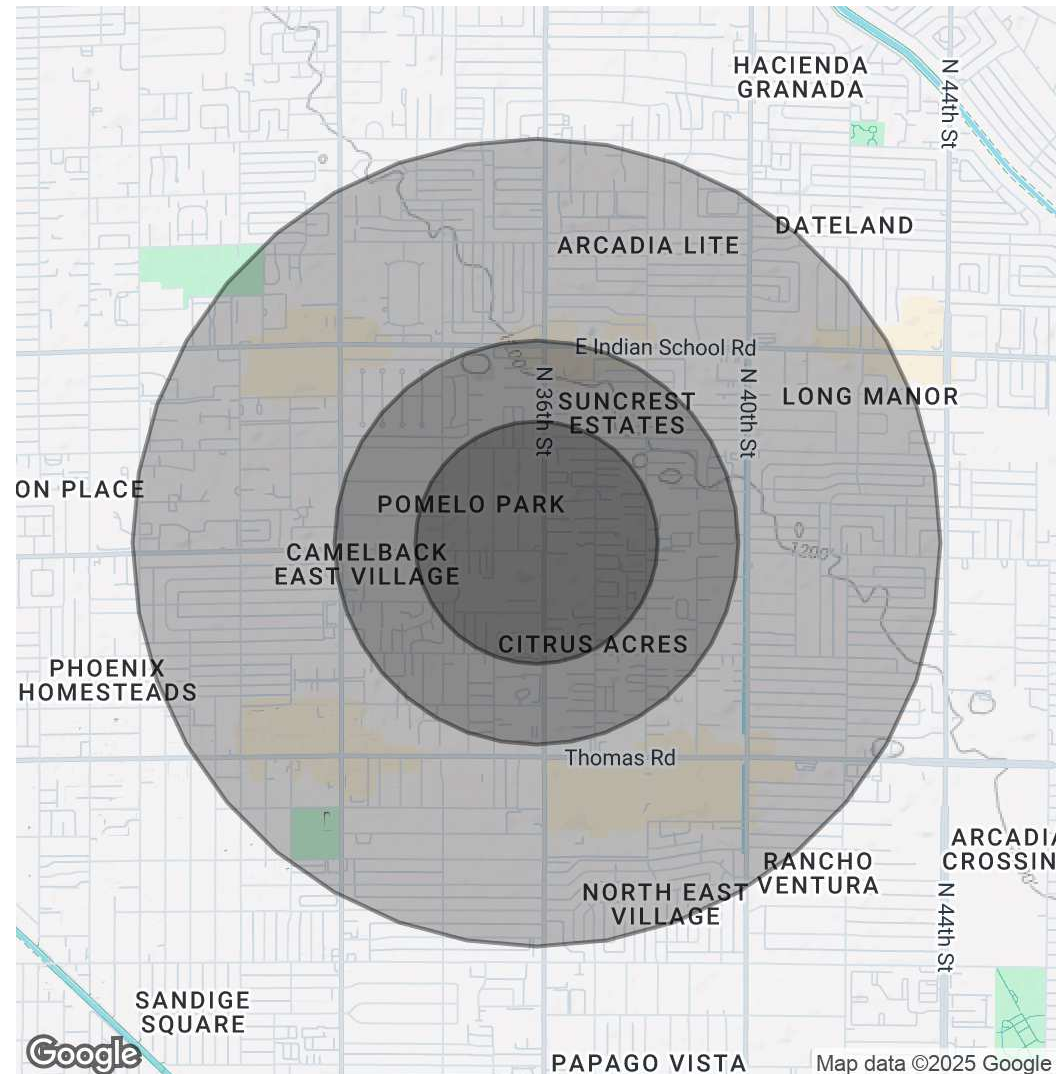 HACIENDA
GRANADA
N 44th St
DATELAND
ARCADIA LITE
E Indian School Rd
N 36th St
N 40th St
SUNCREST
ESTATES
LONG MANOR
ON PLACE
POMELO PARK
CAMELBACK
EAST VILLAGE
1200'
CITRUS ACRES
PHOENIX
HOMESTEADS
Thomas Rd
ARCADIA
CROSSIN
RANCHO
VENTURA
NORTH EAST
VILLAGE
N 44th St
SANDIGE
SQUARE
Google
PAPAGO VISTA
Map data ©2025 Google